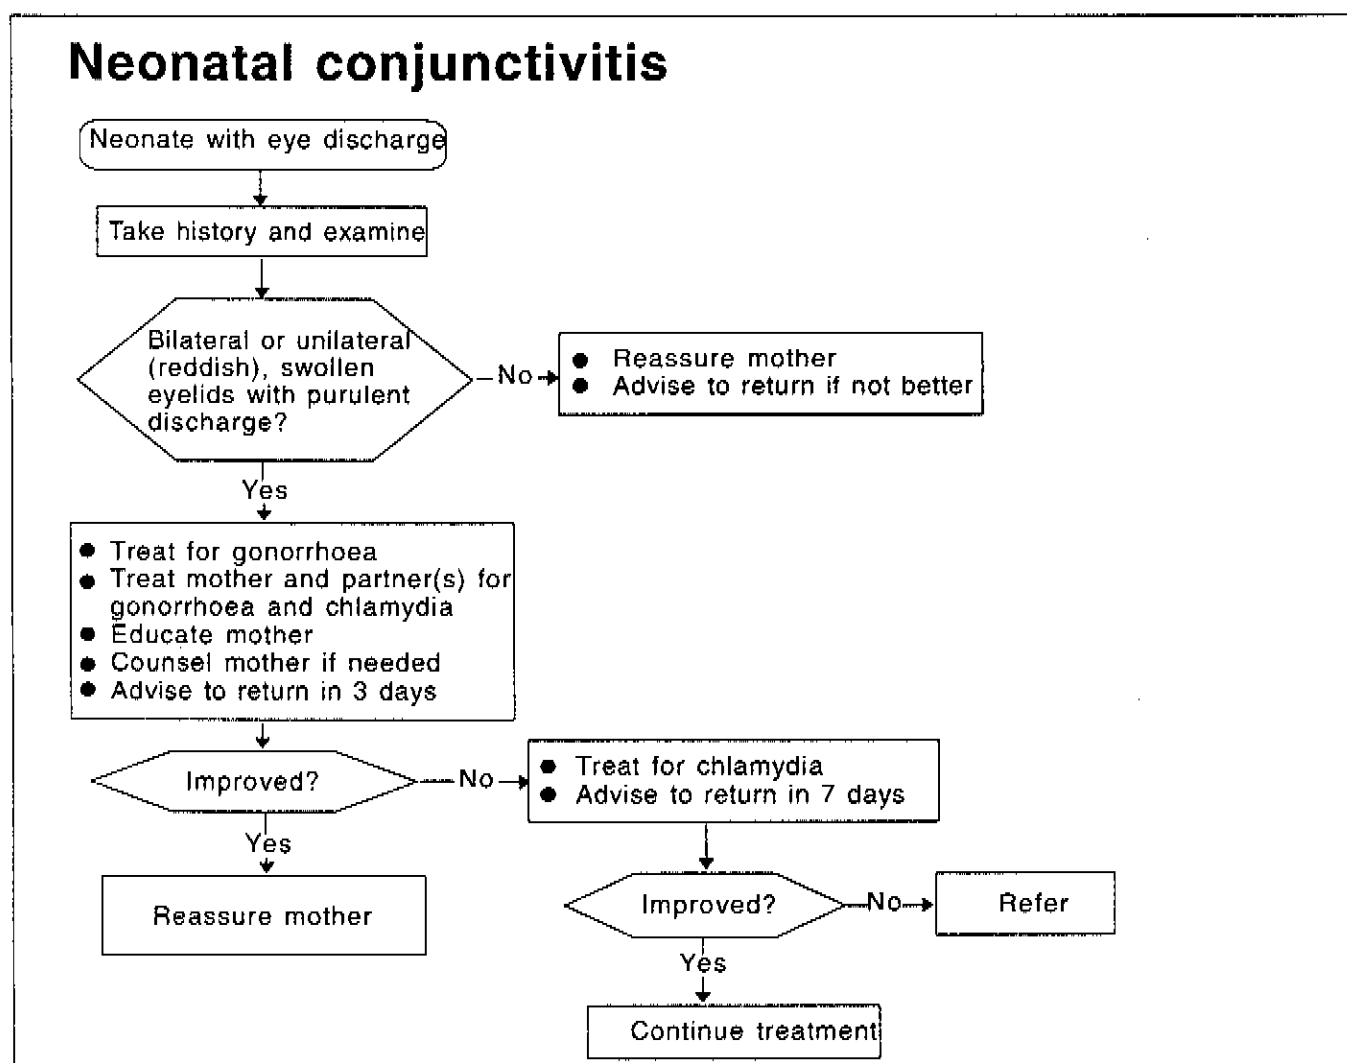 Neonatal conjunctivitis
Neonate with eye discharge
Take history and examine
Bilateral or unilateral
(reddish), swollen
eyelids with purulent
discharge?
No
● Reassure mother
● Advise to return if not better
Yes
● Treat for gonorrhoea
● Treat mother and partner(s) for
gonorrhoea and chlamydia
● Educate mother
● Counsel mother if needed
● Advise to return in 3 days
Improved?
No
● Treat for chlamydia
● Advise to return in 7 days
Yes
Reassure mother
Improved?
No
Refer
Yes
Continue treatment